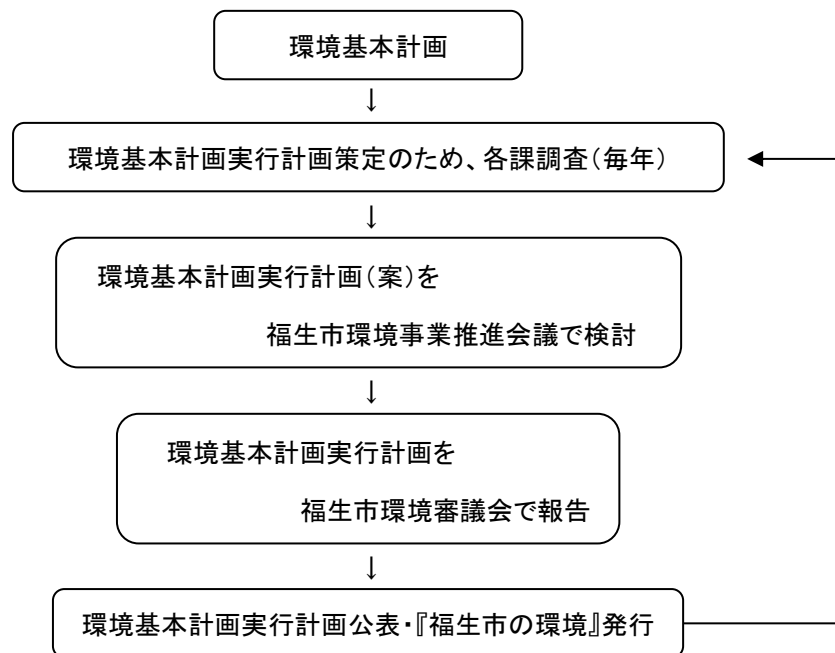 環境基本計画
↓
環境基本計画実行計画策定のため、各課調査（毎年）
↓
環境基本計画実行計画（案）を
福生市環境事業推進会議で検討
↓
環境基本計画実行計画を
福生市環境審議会で報告
↓
環境基本計画実行計画公表・『福生市の環境』発行